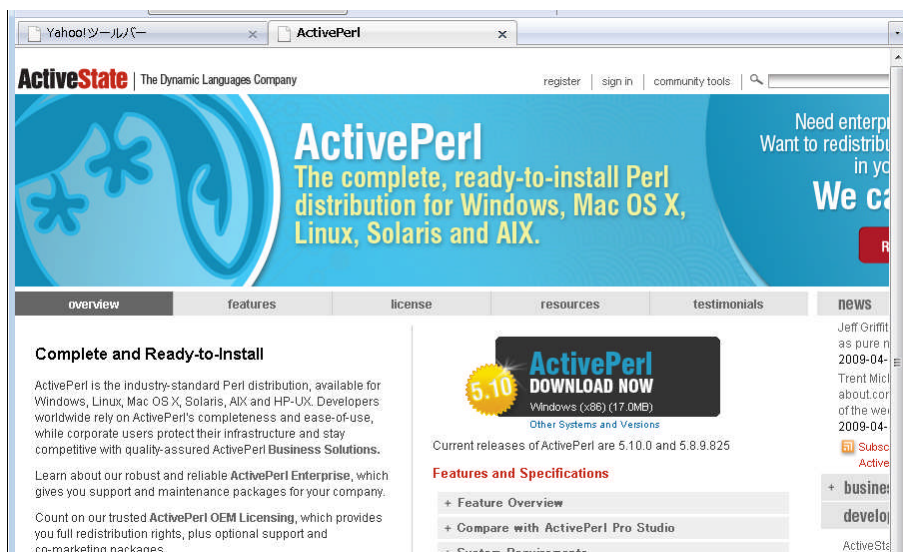 Yahoo!ツールバー
ActivePerl
ActiveState | The Dynamic Languages Company
register | sign in | community tools
ActivePerl
The complete, ready-to-install Perl
distribution for Windows, Mac OS X,
Linux, Solaris and AIX.
Need enterp
Want to redistribu
in yo
We ca
R
overview
features
license
resources
testimonials
news
Complete and Ready-to-Install
ActivePerl is the industry-standard Perl distribution, available for
Windows, Linux, Mac OS X, Solaris, AIX and HP-UX. Developers
worldwide rely on ActivePerl's completeness and ease-of-use,
while corporate users protect their infrastructure and stay
competitive with quality-assured ActivePerl Business Solutions.
Learn about our robust and reliable ActivePerl Enterprise, which
gives you support and maintenance packages for your company.
Count on our trusted ActivePerl OEM Licensing, which provides
you full redistribution rights, plus optional support and
co-marketing packages.
5.10
ActivePerl
DOWNLOAD NOW
Windows (x86) (17.0MB)
Other Systems and Versions
Current releases of ActivePerl are 5.10.0 and 5.8.9.825
Features and Specifications
+ Feature Overview
+ Compare with ActivePerl Pro Studio
+ System Requirements
Jeff Griffit
as pure n
2009-04-
Trent Micl
about.cor
of the wee
2009-04-
Subsc
Active
+ busines
develop
ActiveSta